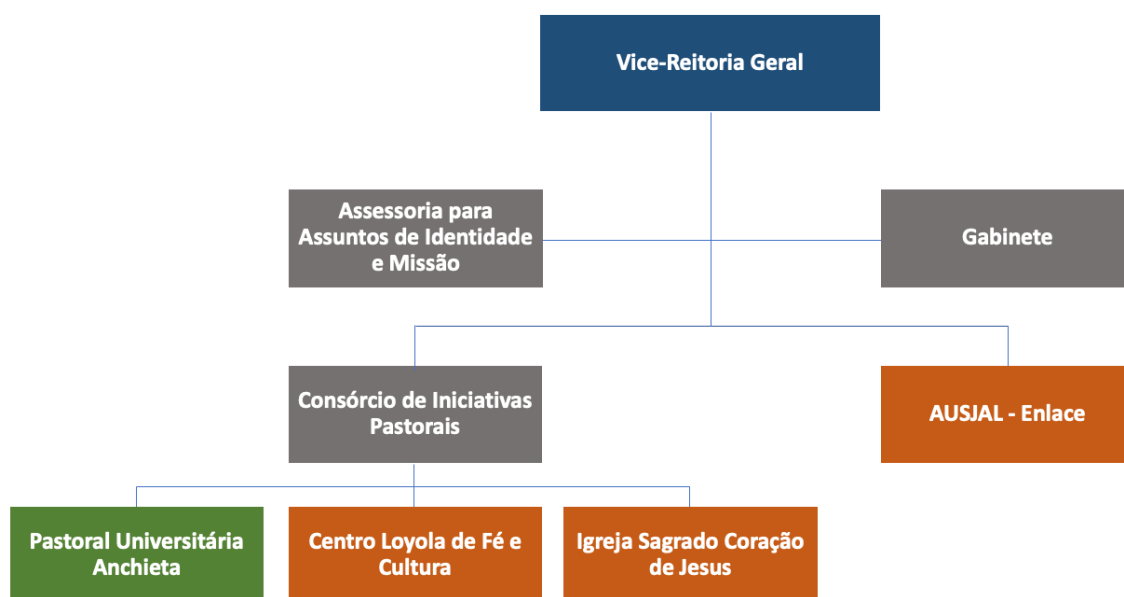 Vice-Reitoria Geral
Assessoria para
Assuntos de Identidade
e Missão
Gabinete
Consórcio de Iniciativas
Pastorais
AUSJAL - Enlace
Pastoral Universitária
Anchieta
Centro Loyola de Fé e
Cultura
Igreja Sagrado Coração
de Jesus